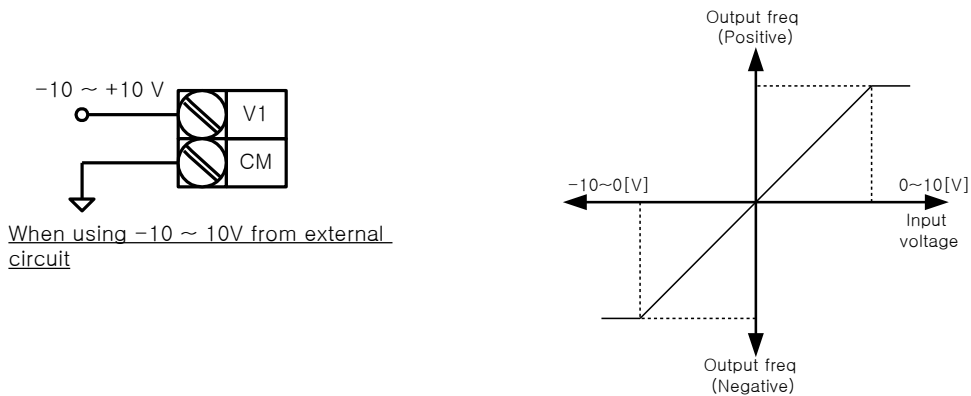 -10 ~ +10 V
V1
CM
When using -10 ~ 10V from external
circuit
Output freq
(Positive)
-10~0[V]
0~10[V]
Input
voltage
Output freq
(Negative)